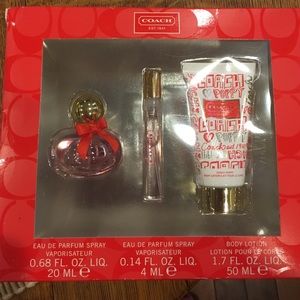 COACH
EST. 1941
COACH
POPPY
COACH
EAU DE PARFUM SPRAY
VAPORISATEUR
0.68 FL. OZ. LIQ.
20 ML e
EAU DE PARFUM SPRAY
VAPORISATEUR
0.14 FL. OZ. LIQ.
4 ML e
BODY LOTION
LOTION POUR LE CORPS
1.7 FL. OZ. LIQ.
50 ML e